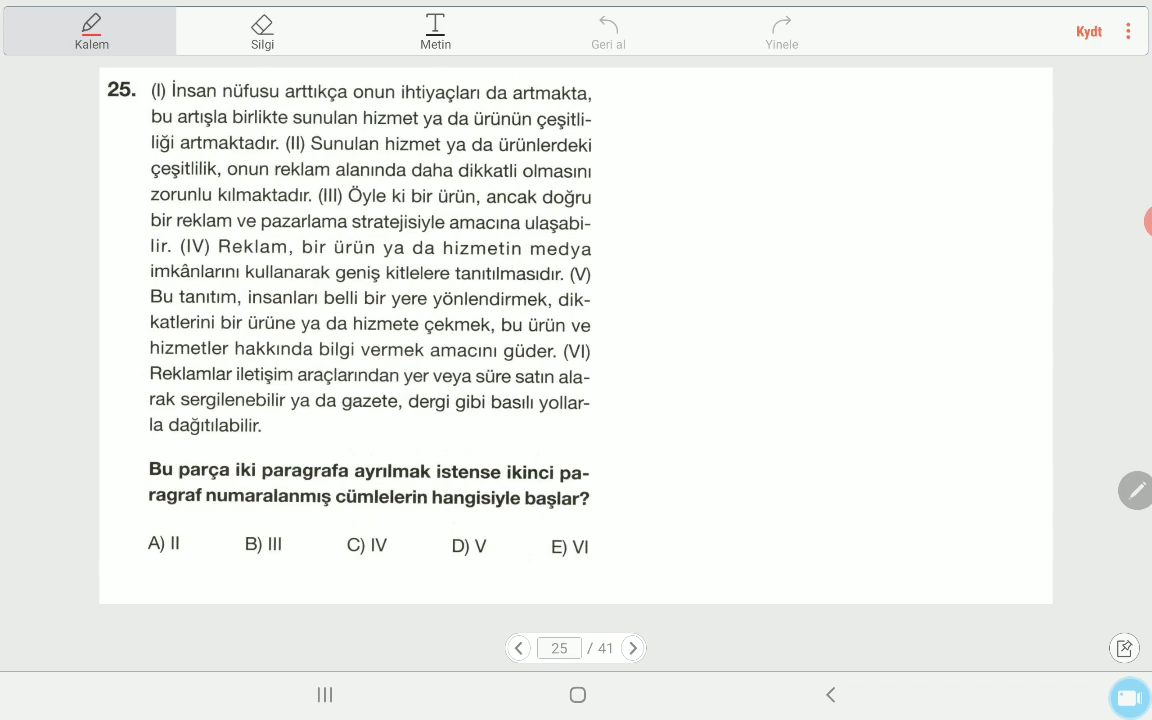 Kalem
Silgi
Metin
Geri al
Yinele
Kydt
25. (I) İnsan nüfusu arttıkça onun ihtiyaçları da artmakta,
bu artışla birlikte sunulan hizmet ya da ürünün çeşitli-
liği artmaktadır. (II) Sunulan hizmet ya da ürünlerdeki
çeşitlilik, onun reklam alanında daha dikkatli olmasını
zorunlu kılmaktadır. (III) Öyle ki bir ürün, ancak doğru
bir reklam ve pazarlama stratejisiyle amacına ulaşabi-
lir. (IV) Reklam, bir ürün ya da hizmetin medya
imkânlarını kullanarak geniş kitlelere tanıtılmasıdır. (V)
Bu tanıtım, insanları belli bir yere yönlendirmek, dik-
katlerini bir ürüne ya da hizmete çekmek, bu ürün ve
hizmetler hakkında bilgi vermek amacını güder. (VI)
Reklamlar iletişim araçlarından yer veya süre satın ala-
rak sergilenebilir ya da gazete, dergi gibi basılı yollar-
la dağıtılabilir.
Bu parça iki paragrafa ayrılmak istense ikinci pa-
ragraf numaralanmış cümlelerin hangisiyle başlar?
A) II B) III C) IV D) V E) VI
25 / 41